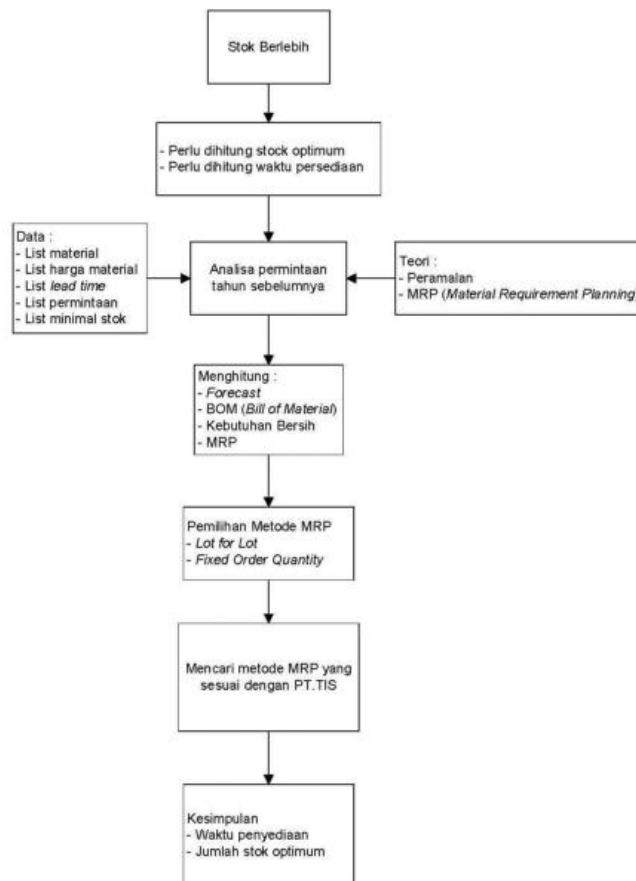 Stok Berlebih
- Perlu dihitung stock optimum
- Perlu dihitung waktu persediaan
Data :
- List material
- List harga material
- List lead time
- List permintaan
- List minimal stok
Analisa permintaan
tahun sebelumnya
Teori :
- Peramalan
- MRP (Material Requirement Planning)
Menghitung :
- Forecast
- BOM (Bill of Material)
- Kebutuhan Bersih
- MRP
Pemilihan Metode MRP
- Lot for Lot
- Fixed Order Quantity
Mencari metode MRP yang
sesuai dengan PT.TIS
Kesimpulan
- Waktu penyediaan
- Jumlah stok optimum